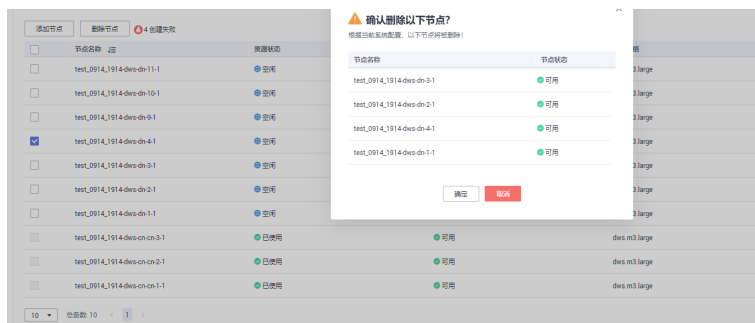 添加节点 删除节点 4 创建失败
节点名称 资源状态
test_0914_1914-dws-dn-11-1 空闲 3.large
test_0914_1914-dws-dn-10-1 空闲 3.large
test_0914_1914-dws-dn-9-1 空闲 3.large
test_0914_1914-dws-dn-4-1 空闲 3.large
test_0914_1914-dws-dn-3-1 空闲 3.large
test_0914_1914-dws-dn-2-1 空闲 3.large
test_0914_1914-dws-dn-1-1 空闲 3.large
test_0914_1914-dws-cn-cn-3-1 已使用 可用 dws.m3.large
test_0914_1914-dws-cn-cn-2-1 已使用 可用 dws.m3.large
test_0914_1914-dws-cn-cn-1-1 已使用 可用 dws.m3.large
10 总条数: 10 < 1 >
确认删除以下节点?
根据当前系统配置，以下节点将被删除!
节点名称 节点状态
test_0914_1914-dws-dn-3-1 可用
test_0914_1914-dws-dn-2-1 可用
test_0914_1914-dws-dn-4-1 可用
test_0914_1914-dws-dn-1-1 可用
确定 取消